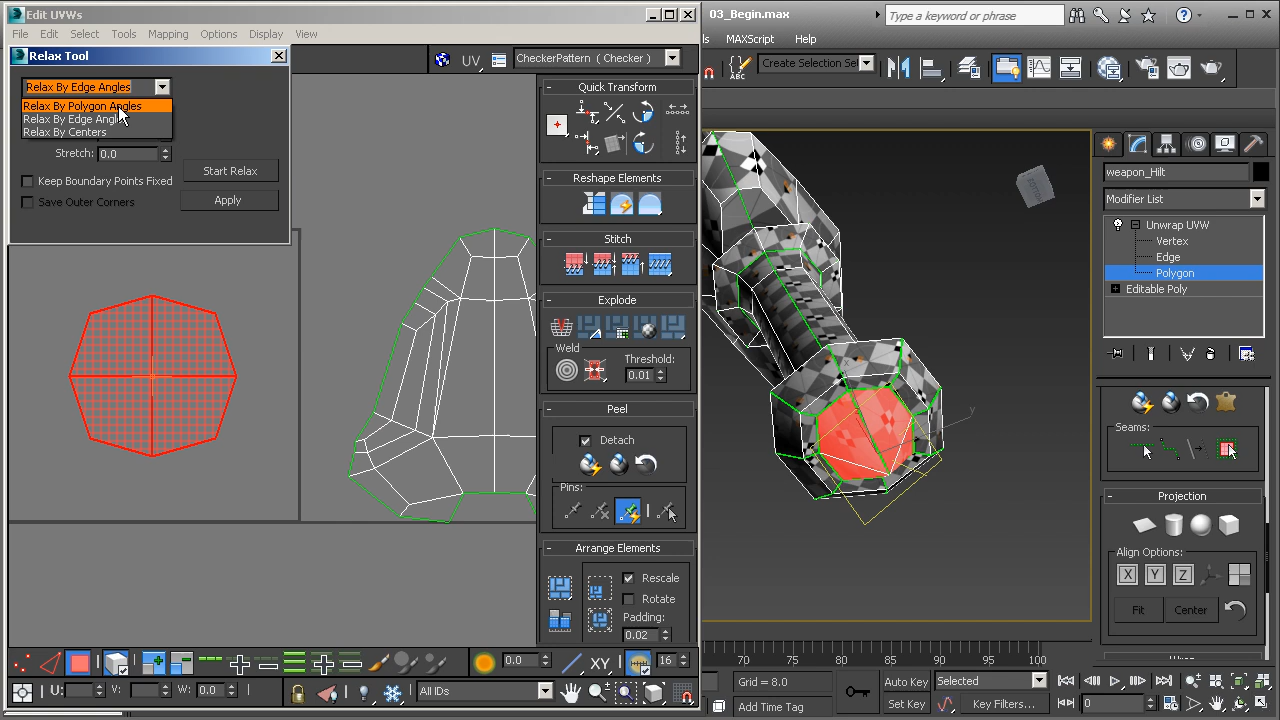 Edit UVWs
03_Begin.max
Type a keyword or phrase
File Edit Select Tools Mapping Options Display View
ls MAXScript Help
Relax Tool
UV
CheckerPattern ( Checker )
Create Selection Se
Relax By Edge Angles
Relax By Polygon Angles
Relax By Edge Angl
Relax By Centers
Stretch: 0.0
Start Relax
Keep Boundary Points Fixed
Apply
Save Outer Corners
Quick Transform
Reshape Elements
Stitch
Explode
Weld
Threshold:
0.01
Peel
Detach
Pins:
Arrange Elements
Rescale
Rotate
Padding:
0.02
weapon_Hilt
Modifier List
Unwrap UVW
Vertex
Edge
Polygon
Editable Poly
Seams:
Projection
Align Options:
X Y Z
Fit Center
y
x
0.0
XY
16
70 75 80 85 90 95 100
U: V: W: 0.0
All IDs
Grid = 8.0
Add Time Tag
Auto Key Selected
Set Key Key Filters...
0